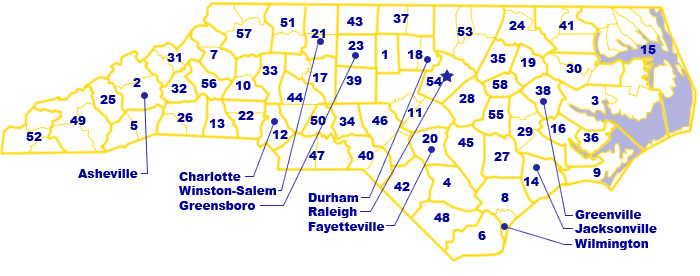 51 43 37 24 41
57 21 53
23 15
31 7 1 18 35 19
2 33 17 30
56 10 39 54 58 38
25 32 44 28 3
49 5 26 13 22 50 34 46 11 55 29 16
52 12 20 36
47 40 45 27
Asheville Charlotte 42 4 14 9
Winston-Salem
Greensboro Durham 8
Raligh 48 Greenville
Fayetteville 6 Jacksonville
Wilmington